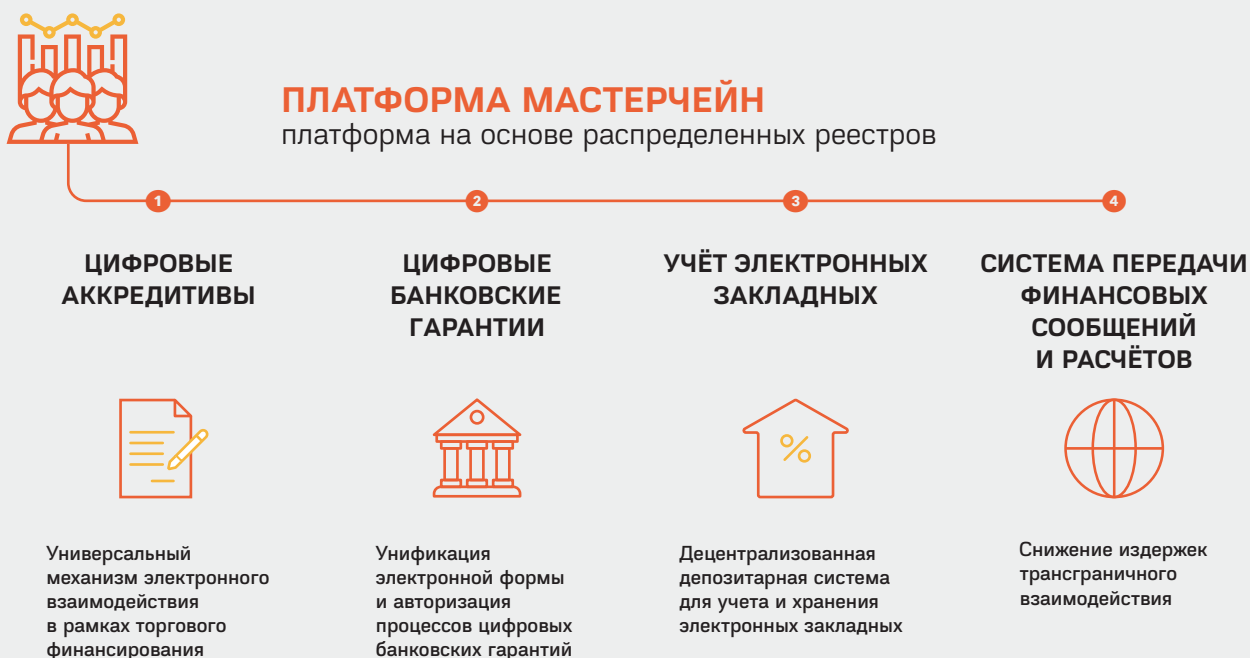 ПЛАТФОРМА МАСТЕРЧЕЙН
платформа на основе распределенных реестров
1
2
3
4
ЦИФРОВЫЕ
АККРЕДИТИВЫ
ЦИФРОВЫЕ
БАНКОВСКИЕ
ГАРАНТИИ
УЧЁТ ЭЛЕКТРОННЫХ
ЗАКЛАДНЫХ
СИСТЕМА ПЕРЕДАЧИ
ФИНАНСОВЫХ
СООБЩЕНИЙ
И РАСЧЁТОВ
%
Универсальный
механизм электронного
взаимодействия
в рамках торгового
финансирования
Унификация
электронной формы
и авторизация
процессов цифровых
банковских гарантий
Децентрализованная
депозитарная система
для учета и хранения
электронных закладных
Снижение издержек
трансграничного
взаимодействия